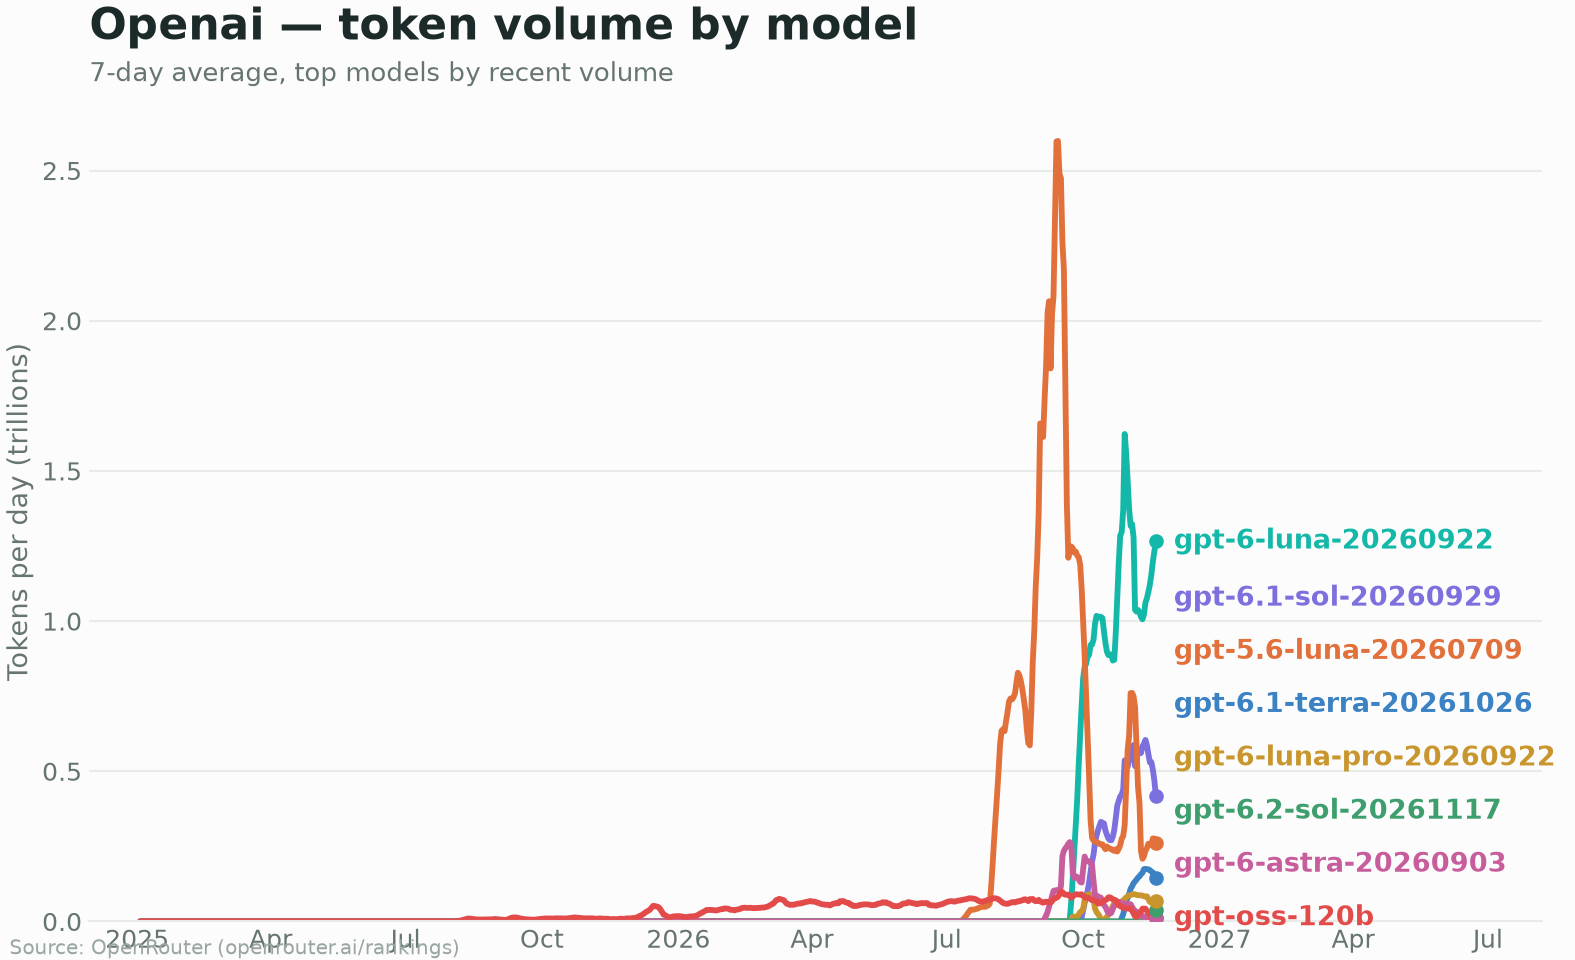 Openai — token volume by model
7-day average, top models by recent volume
Tokens per day (trillions)
2.5
2.0
1.5
1.0
0.5
0.0
gpt-6-luna-20260922
gpt-6.1-sol-20260929
gpt-5.6-luna-20260709
gpt-6.1-terra-20261026
gpt-6-luna-pro-20260922
gpt-6.2-sol-20261117
gpt-6-astra-20260903
gpt-oss-120b
2025 Apr Jul Oct 2026 Apr Jul Oct 2027 Apr Jul
Source: OpenRouter (openrouter.ai/rankings)